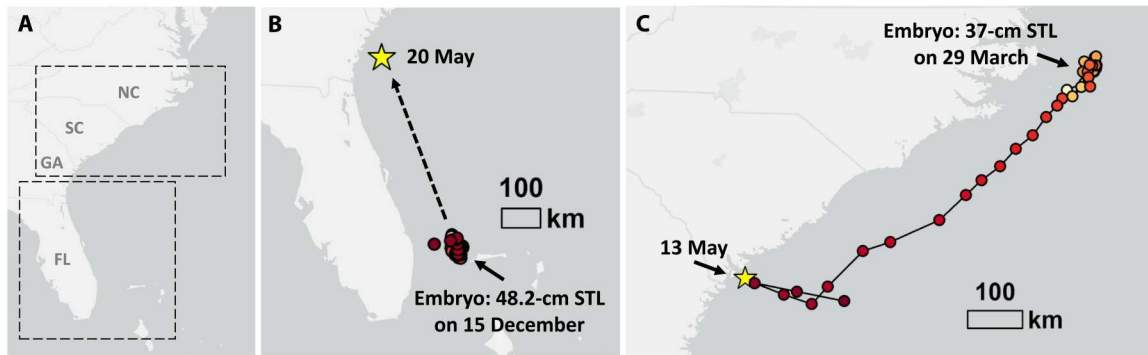 A
NC
SC
GA
FL
B
20 May
100
km
Embryo: 48.2-cm STL
on 15 December
C
Embryo: 37-cm STL
on 29 March
13 May
100
km